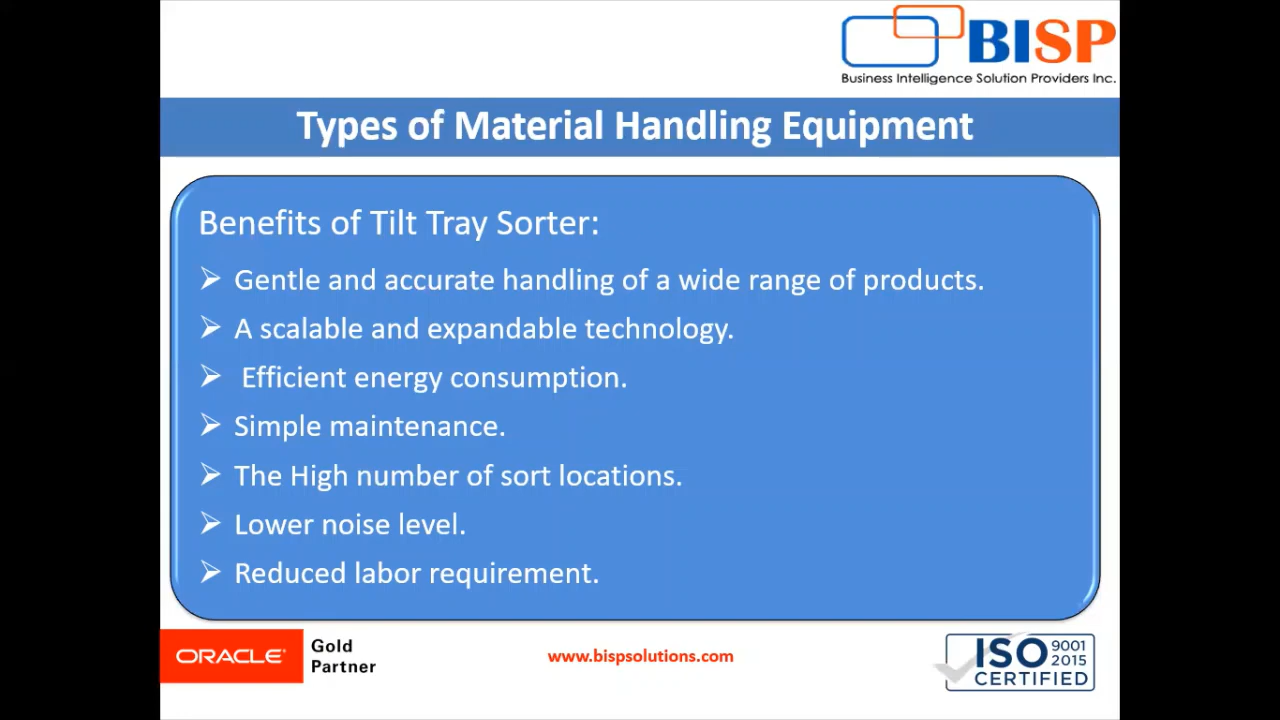 BISP
Business Intelligence Solution Providers Inc.
Types of Material Handling Equipment
Benefits of Tilt Tray Sorter:
Gentle and accurate handling of a wide range of products.
A scalable and expandable technology.
Efficient energy consumption.
Simple maintenance.
The High number of sort locations.
Lower noise level.
Reduced labor requirement.
ORACLE
Gold
Partner
www.bispsolutions.com
ISO 9001
2015
CERTIFIED